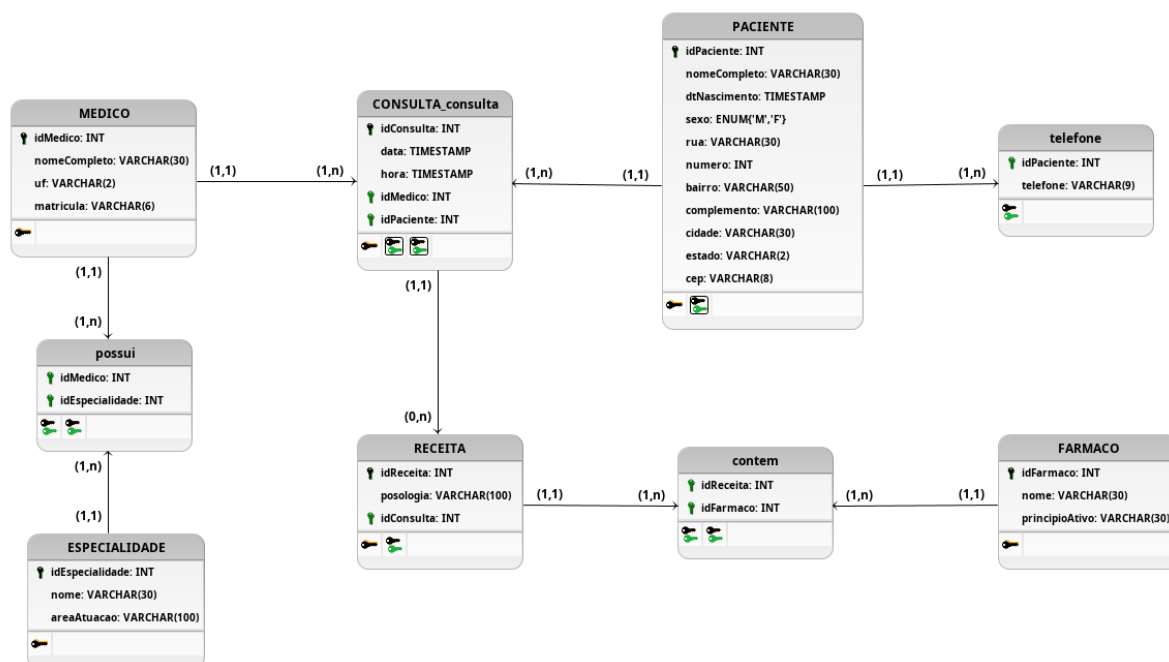 PACIENTE
idPaciente: INT
nomeCompleto: VARCHAR(30)
dtNascimento: TIMESTAMP
sexo: ENUM{'M','F'}
rua: VARCHAR(30)
numero: INT
bairro: VARCHAR(50)
complemento: VARCHAR(100)
cidade: VARCHAR(30)
estado: VARCHAR(2)
cep: VARCHAR(8)
MEDICO
idMedico: INT
nomeCompleto: VARCHAR(30)
uf: VARCHAR(2)
matricula: VARCHAR(6)
(1,1)
(1,n)
CONSULTA_consulta
idConsulta: INT
data: TIMESTAMP
hora: TIMESTAMP
idMedico: INT
idPaciente: INT
(1,n)
(1,1)
(1,1)
(1,n)
telefone
idPaciente: INT
telefone: VARCHAR(9)
(1,1)
(1,n)
possui
idMedico: INT
idEspecialidade: INT
(1,n)
(1,1)
ESPECIALIDADE
idEspecialidade: INT
nome: VARCHAR(30)
areaAtuacao: VARCHAR(100)
(1,1)
(0,n)
RECEITA
idReceita: INT
posologia: VARCHAR(100)
idConsulta: INT
(1,1)
(1,n)
contem
idReceita: INT
idFarmaco: INT
(1,n)
(1,1)
FARMACO
idFarmaco: INT
nome: VARCHAR(30)
principioAtivo: VARCHAR(30)